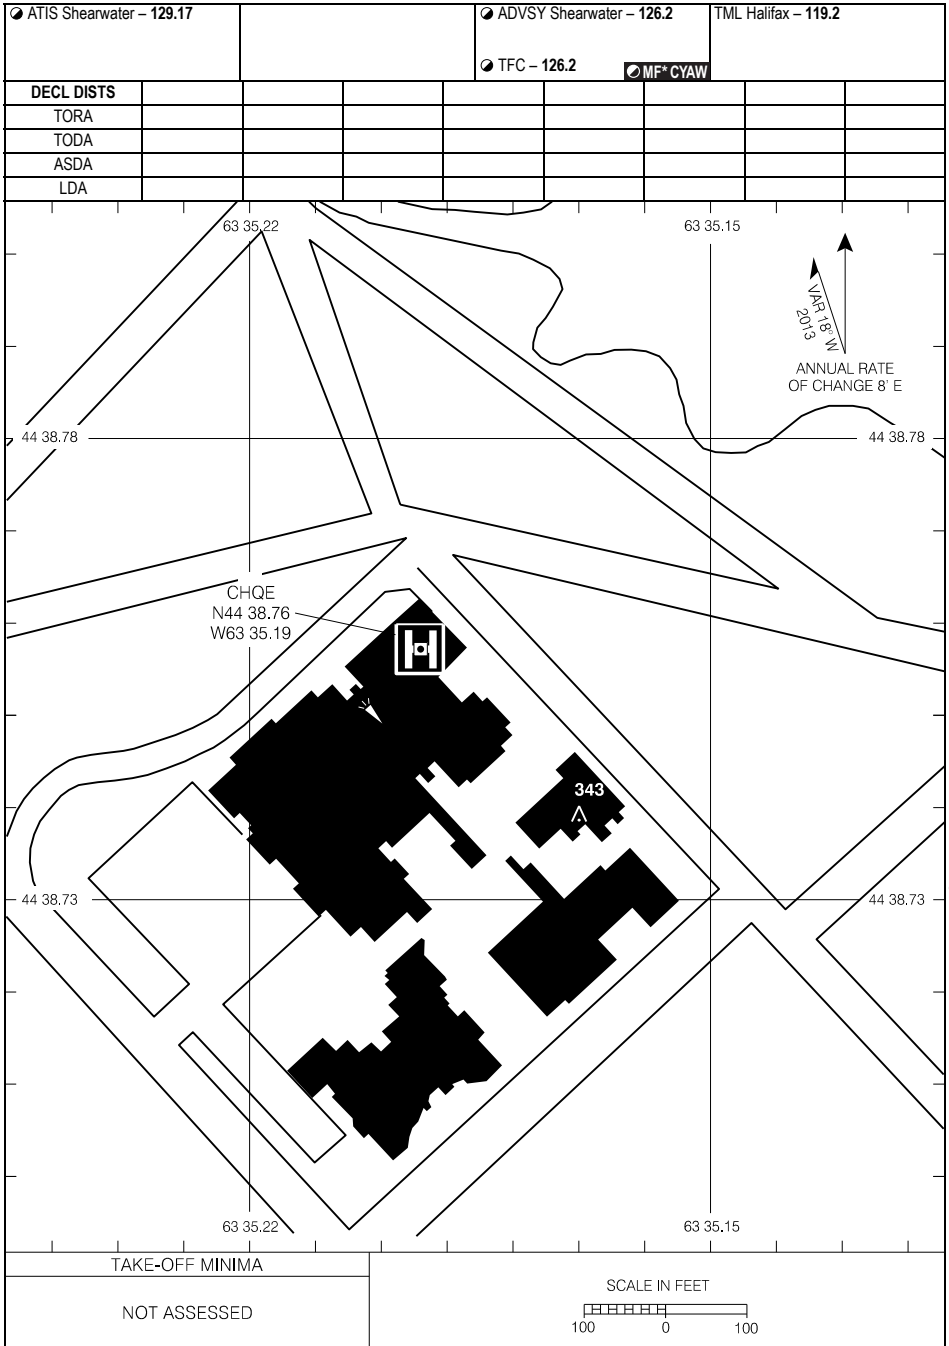 ATIS Shearwater – 129.17
ADVSY Shearwater – 126.2
TML Halifax – 119.2
TFC – 126.2
MF* CYAW
DECL DISTS
TORA
TODA
ASDA
LDA
63 35.22
63 35.15
VAR 18° W
2013
ANNUAL RATE
OF CHANGE 8' E
44 38.78
44 38.78
CHQE
N44 38.76
W63 35.19
H
343
44 38.73
44 38.73
63 35.22
63 35.15
TAKE-OFF MINIMA
NOT ASSESSED
SCALE IN FEET
100 0 100